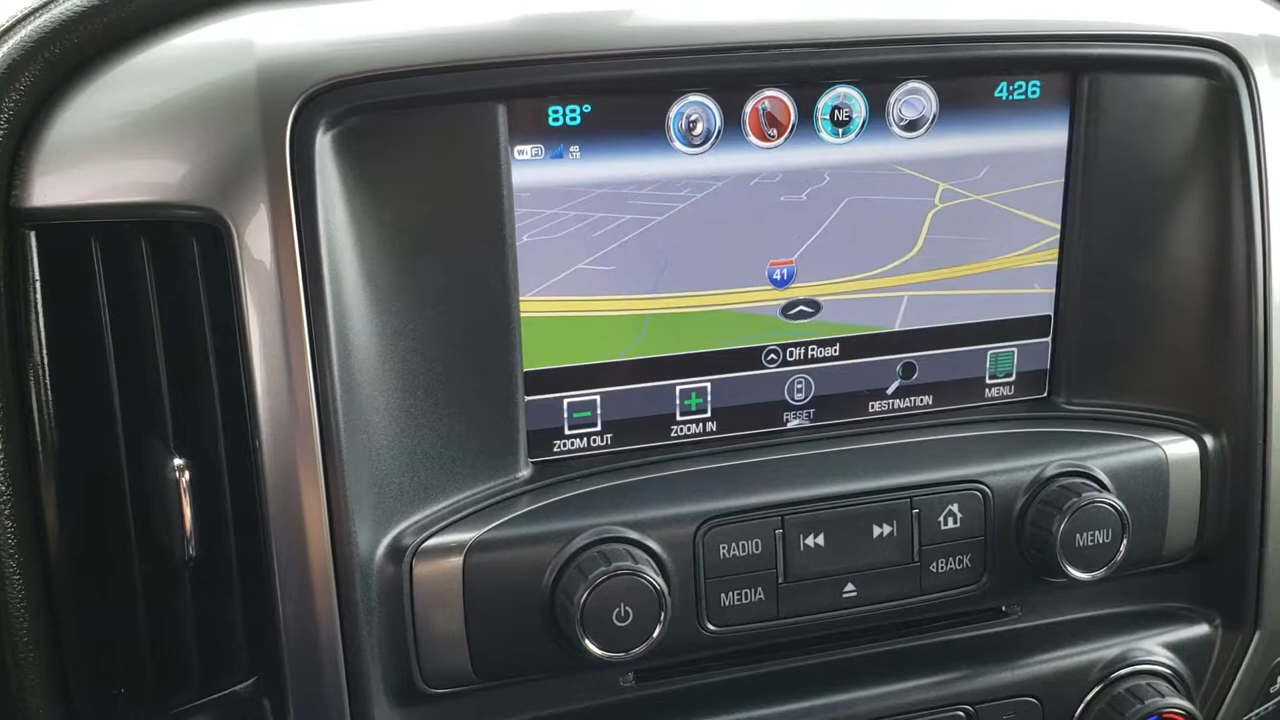 88°
NE
4:26
WiFi
4G
LTE
41
Off Road
ZOOM OUT
ZOOM IN
RESET
DESTINATION
MENU
RADIO
MEDIA
BACK
MENU